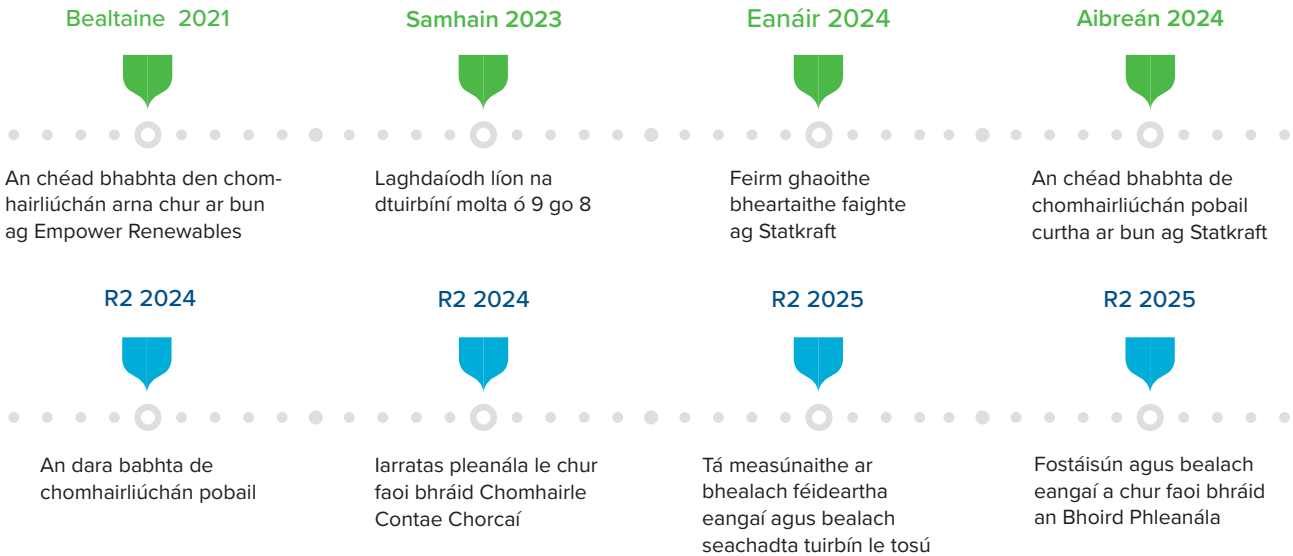 Bealtaine 2021
An chéad bhabhta den chom-
hairliúchán arna chur ar bun
ag Empower Renewables
Samhain 2023
Laghdaíodh líon na
dtuirbíní molta ó 9 go 8
Eanáir 2024
Feirm ghaoithe
bheartaithe faighte
ag Statkraft
Aibreán 2024
An chéad bhabhta de
chomhairliúchán pobail
curtha ar bun ag Statkraft
R2 2024
An dara babhta de
chomhairliúchán pobail
R2 2024
Iarratas pleanála le chur
faoi bhráid Chomhairle
Contae Chorcaí
R2 2025
Tá measúnaithe ar
bhealach féideartha
eangaí agus bealach
seachadta tuirbín le tosú
R2 2025
Fostáisún agus bealach
eangaí a chur faoi bhráid
an Bhoird Phleanála